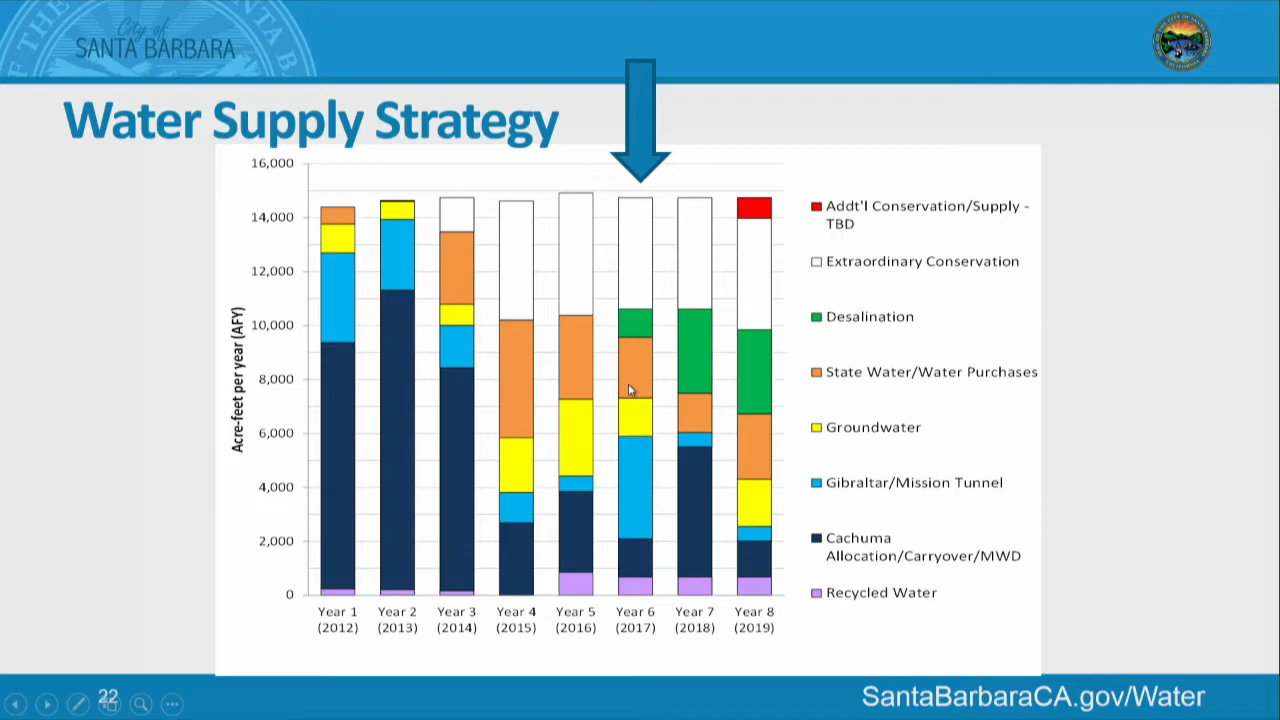 City of
SANTA BARBARA
Water Supply Strategy
16,000
14,000
12,000
10,000
8,000
6,000
4,000
2,000
0
Acre-feet per year (AFY)
Year 1
(2012)
Year 2
(2013)
Year 3
(2014)
Year 4
(2015)
Year 5
(2016)
Year 6
(2017)
Year 7
(2018)
Year 8
(2019)
Addt'l Conservation/Supply -
TBD
Extraordinary Conservation
Desalination
State Water/Water Purchases
Groundwater
Gibraltar/Mission Tunnel
Cachuma
Allocation/Carryover/MWD
Recycled Water
22
SantaBarbaraCA.gov/Water